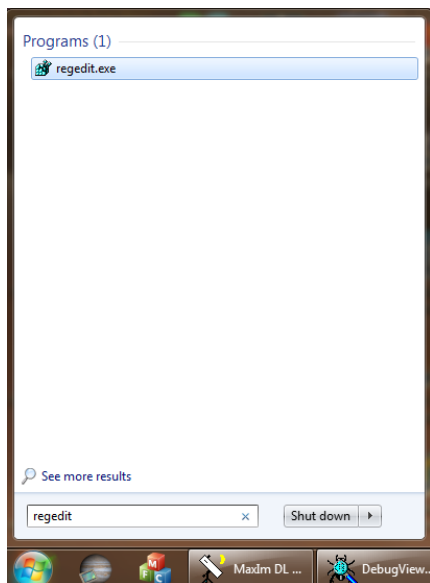 Programs (1)
regedit.exe
See more results
regedit
Shut down
MaxIm DL ...
DebugView...